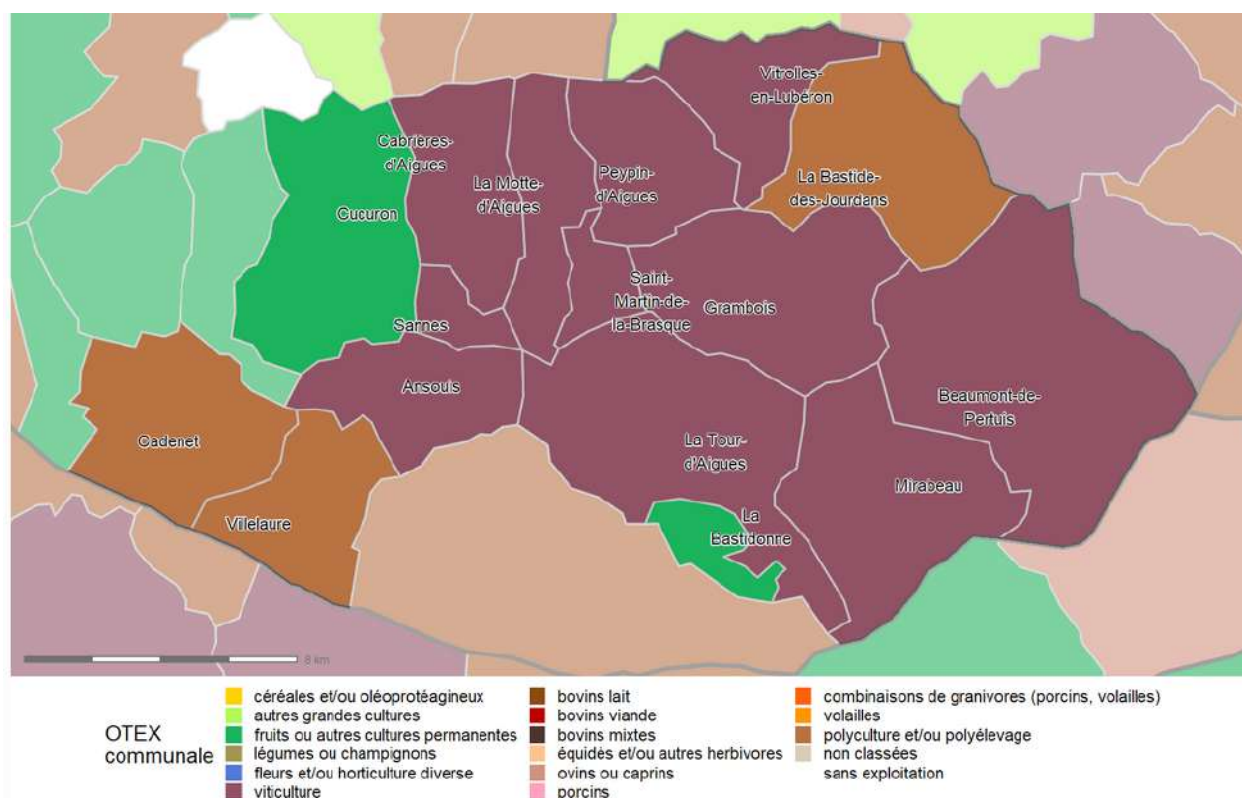 Vitrolles-
en-Lubéron
Cabrières-
d'Aigues
La Motte-
d'Aigues
Peypin-
d'Aigues
La Bastide-
des-Jourdans
Cucuron
Saint-
Martin-de-
la-Brasque
Grambois
Sannes
Ansouis
Beaumont-de-
Pertuis
Cadenet
La Tour-
d'Aigues
Mirabeau
Villelaure
La
Bastidonne
8 km
OTEX
communale
céréales et/ou oléoprotéagineux
autres grandes cultures
fruits ou autres cultures permanentes
légumes ou champignons
fleurs et/ou horticulture diverse
viticulture
bovins lait
bovins viande
bovins mixtes
équidés et/ou autres herbivores
ovins ou caprins
porcins
combinaisons de granivores (porcins, volailles)
volailles
polyculture et/ou polyélevage
non classées
sans exploitation